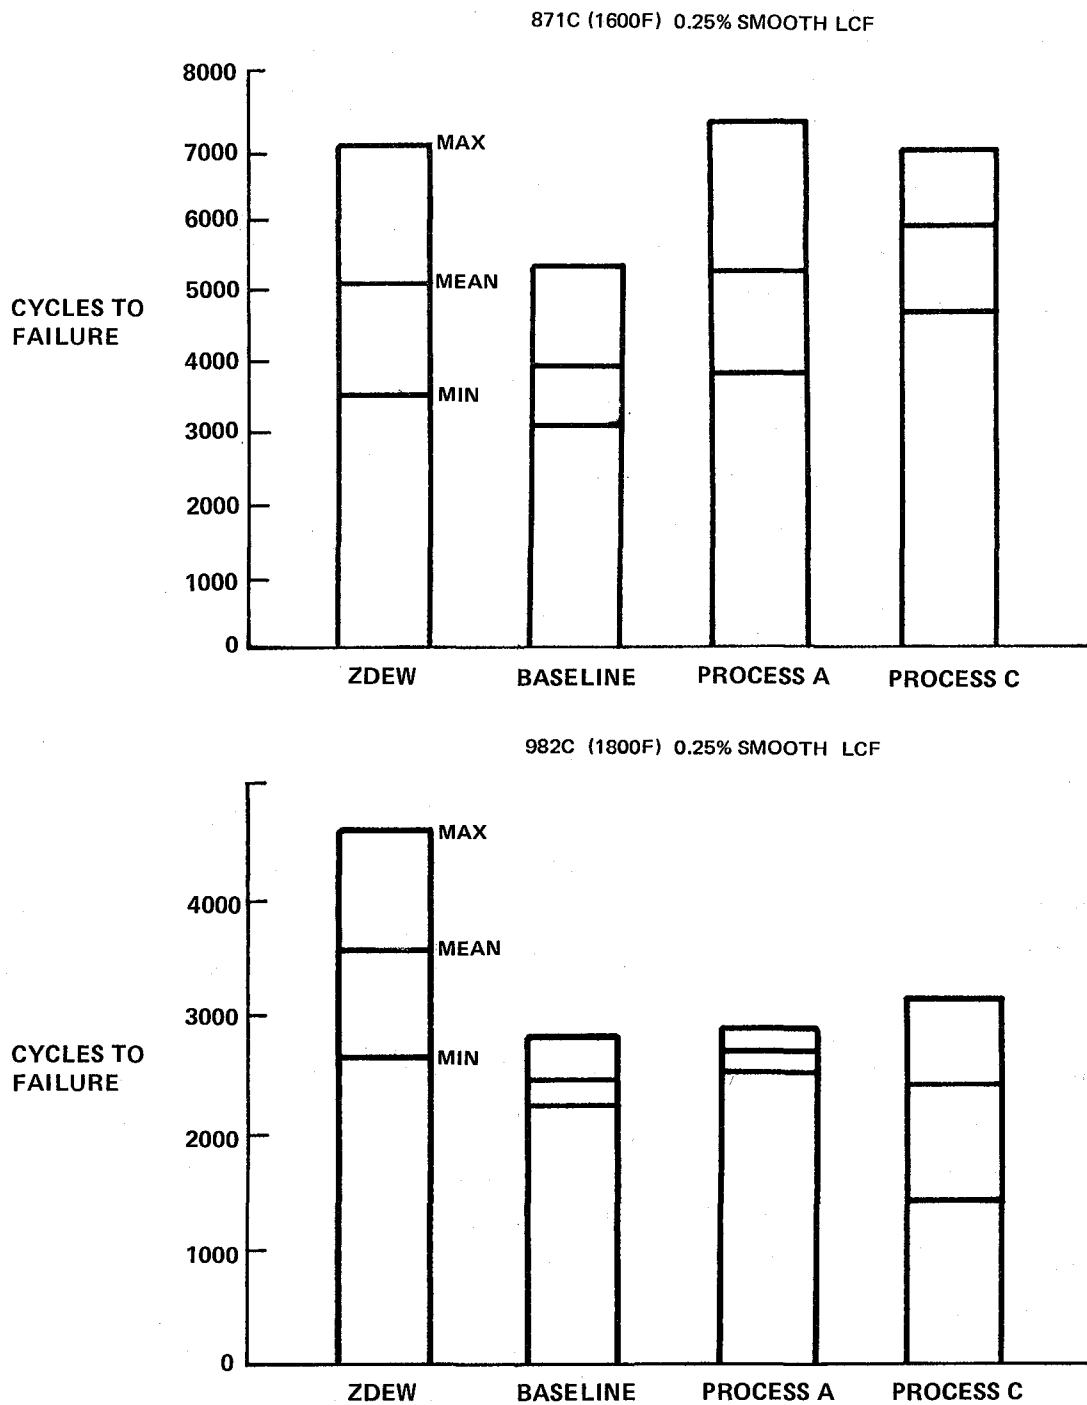 871C (1600F) 0.25% SMOOTH LCF
8000
7000
6000
5000
4000
3000
2000
1000
0
CYCLES TO
FAILURE
MAX
MEAN
MIN
ZDEW BASELINE PROCESS A PROCESS C
982C (1800F) 0.25% SMOOTH LCF
4000
3000
2000
1000
0
CYCLES TO
FAILURE
MAX
MEAN
MIN
ZDEW BASELINE PROCESS A PROCESS C